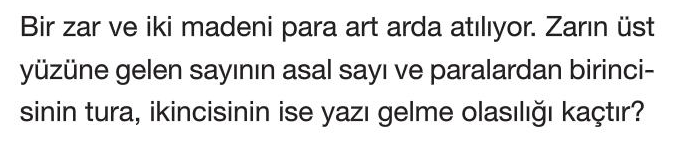 Bir zar ve iki madeni para art arda atılıyor. Zarın üst
yüzüne gelen sayının asal sayı ve paralardan birinci-
sinin tura, ikincisinin ise yazı gelme olasılığı kaçtır?